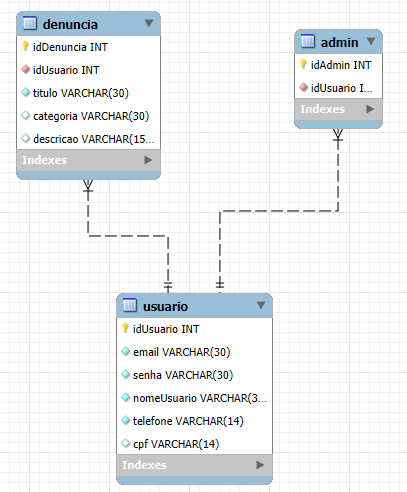 denuncia
idDenuncia INT
idUsuario INT
titulo VARCHAR(30)
categoria VARCHAR(30)
descricao VARCHAR(15...
Indexes
admin
idAdmin INT
idUsuario I...
Indexes
usuario
idUsuario INT
email VARCHAR(30)
senha VARCHAR(30)
nomeUsuario VARCHAR(3...
telefone VARCHAR(14)
cpf VARCHAR(14)
Indexes